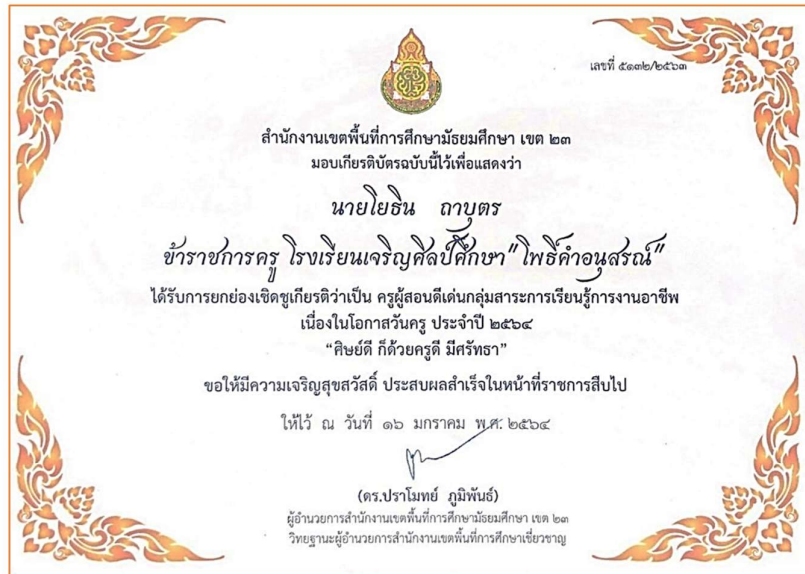 เลขที่ ๕๑๓๒/๒๕๖๓
สำนักงานเขตพื้นที่การศึกษามัธยมศึกษา เขต ๒๓
มอบเกียรติบัตรฉบับนี้ไว้เพื่อแสดงว่า
นายโยธิน ถาบุตร
ข้าราชการครู โรงเรียนเจริญศิลป์ศึกษา"โพธิ์คำอนุสรณ์"
ได้รับการยกย่องเชิดชูเกียรติว่าเป็น ครูผู้สอนดีเด่นกลุ่มสาระการเรียนรู้การงานอาชีพ
เนื่องในโอกาสวันครู ประจำปี ๒๕๖๔
"ศิษย์ดี ก็ด้วยครูดี มีศรัทธา"
ขอให้มีความเจริญสุขสวัสดิ์ ประสบผลสำเร็จในหน้าที่ราชการสืบไป
ให้ไว้ ณ วันที่ ๑๖ มกราคม พ.ศ. ๒๕๖๔
(ดร.ปราโมทย์ ภูมิพันธ์)
ผู้อำนวยการสำนักงานเขตพื้นที่การศึกษามัธยมศึกษา เขต ๒๓
วิทยฐานะผู้อำนวยการสำนักงานเขตพื้นที่การศึกษาเชี่ยวชาญ